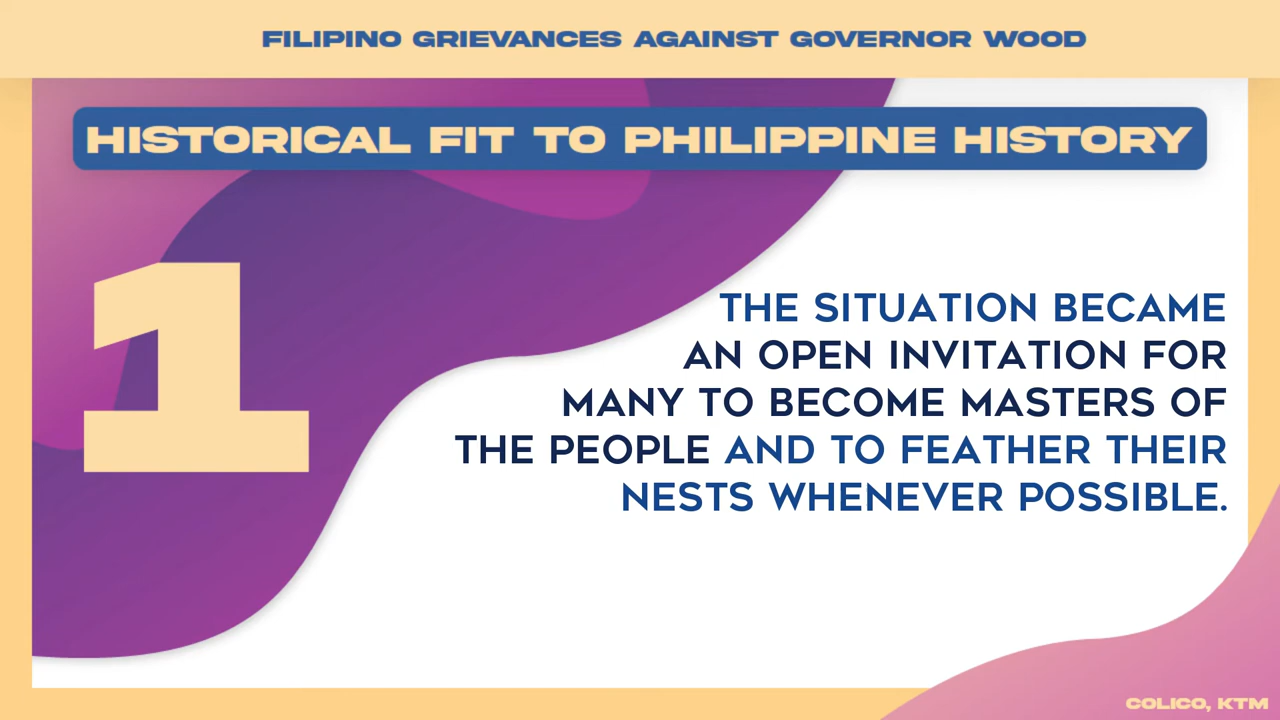 FILIPINO GRIEVANCES AGAINST GOVERNOR WOOD
HISTORICAL FIT TO PHILIPPINE HISTORY
1
THE SITUATION BECAME
AN OPEN INVITATION FOR
MANY TO BECOME MASTERS OF
THE PEOPLE AND TO FEATHER THEIR
NESTS WHENEVER POSSIBLE.
COLICO, KTM